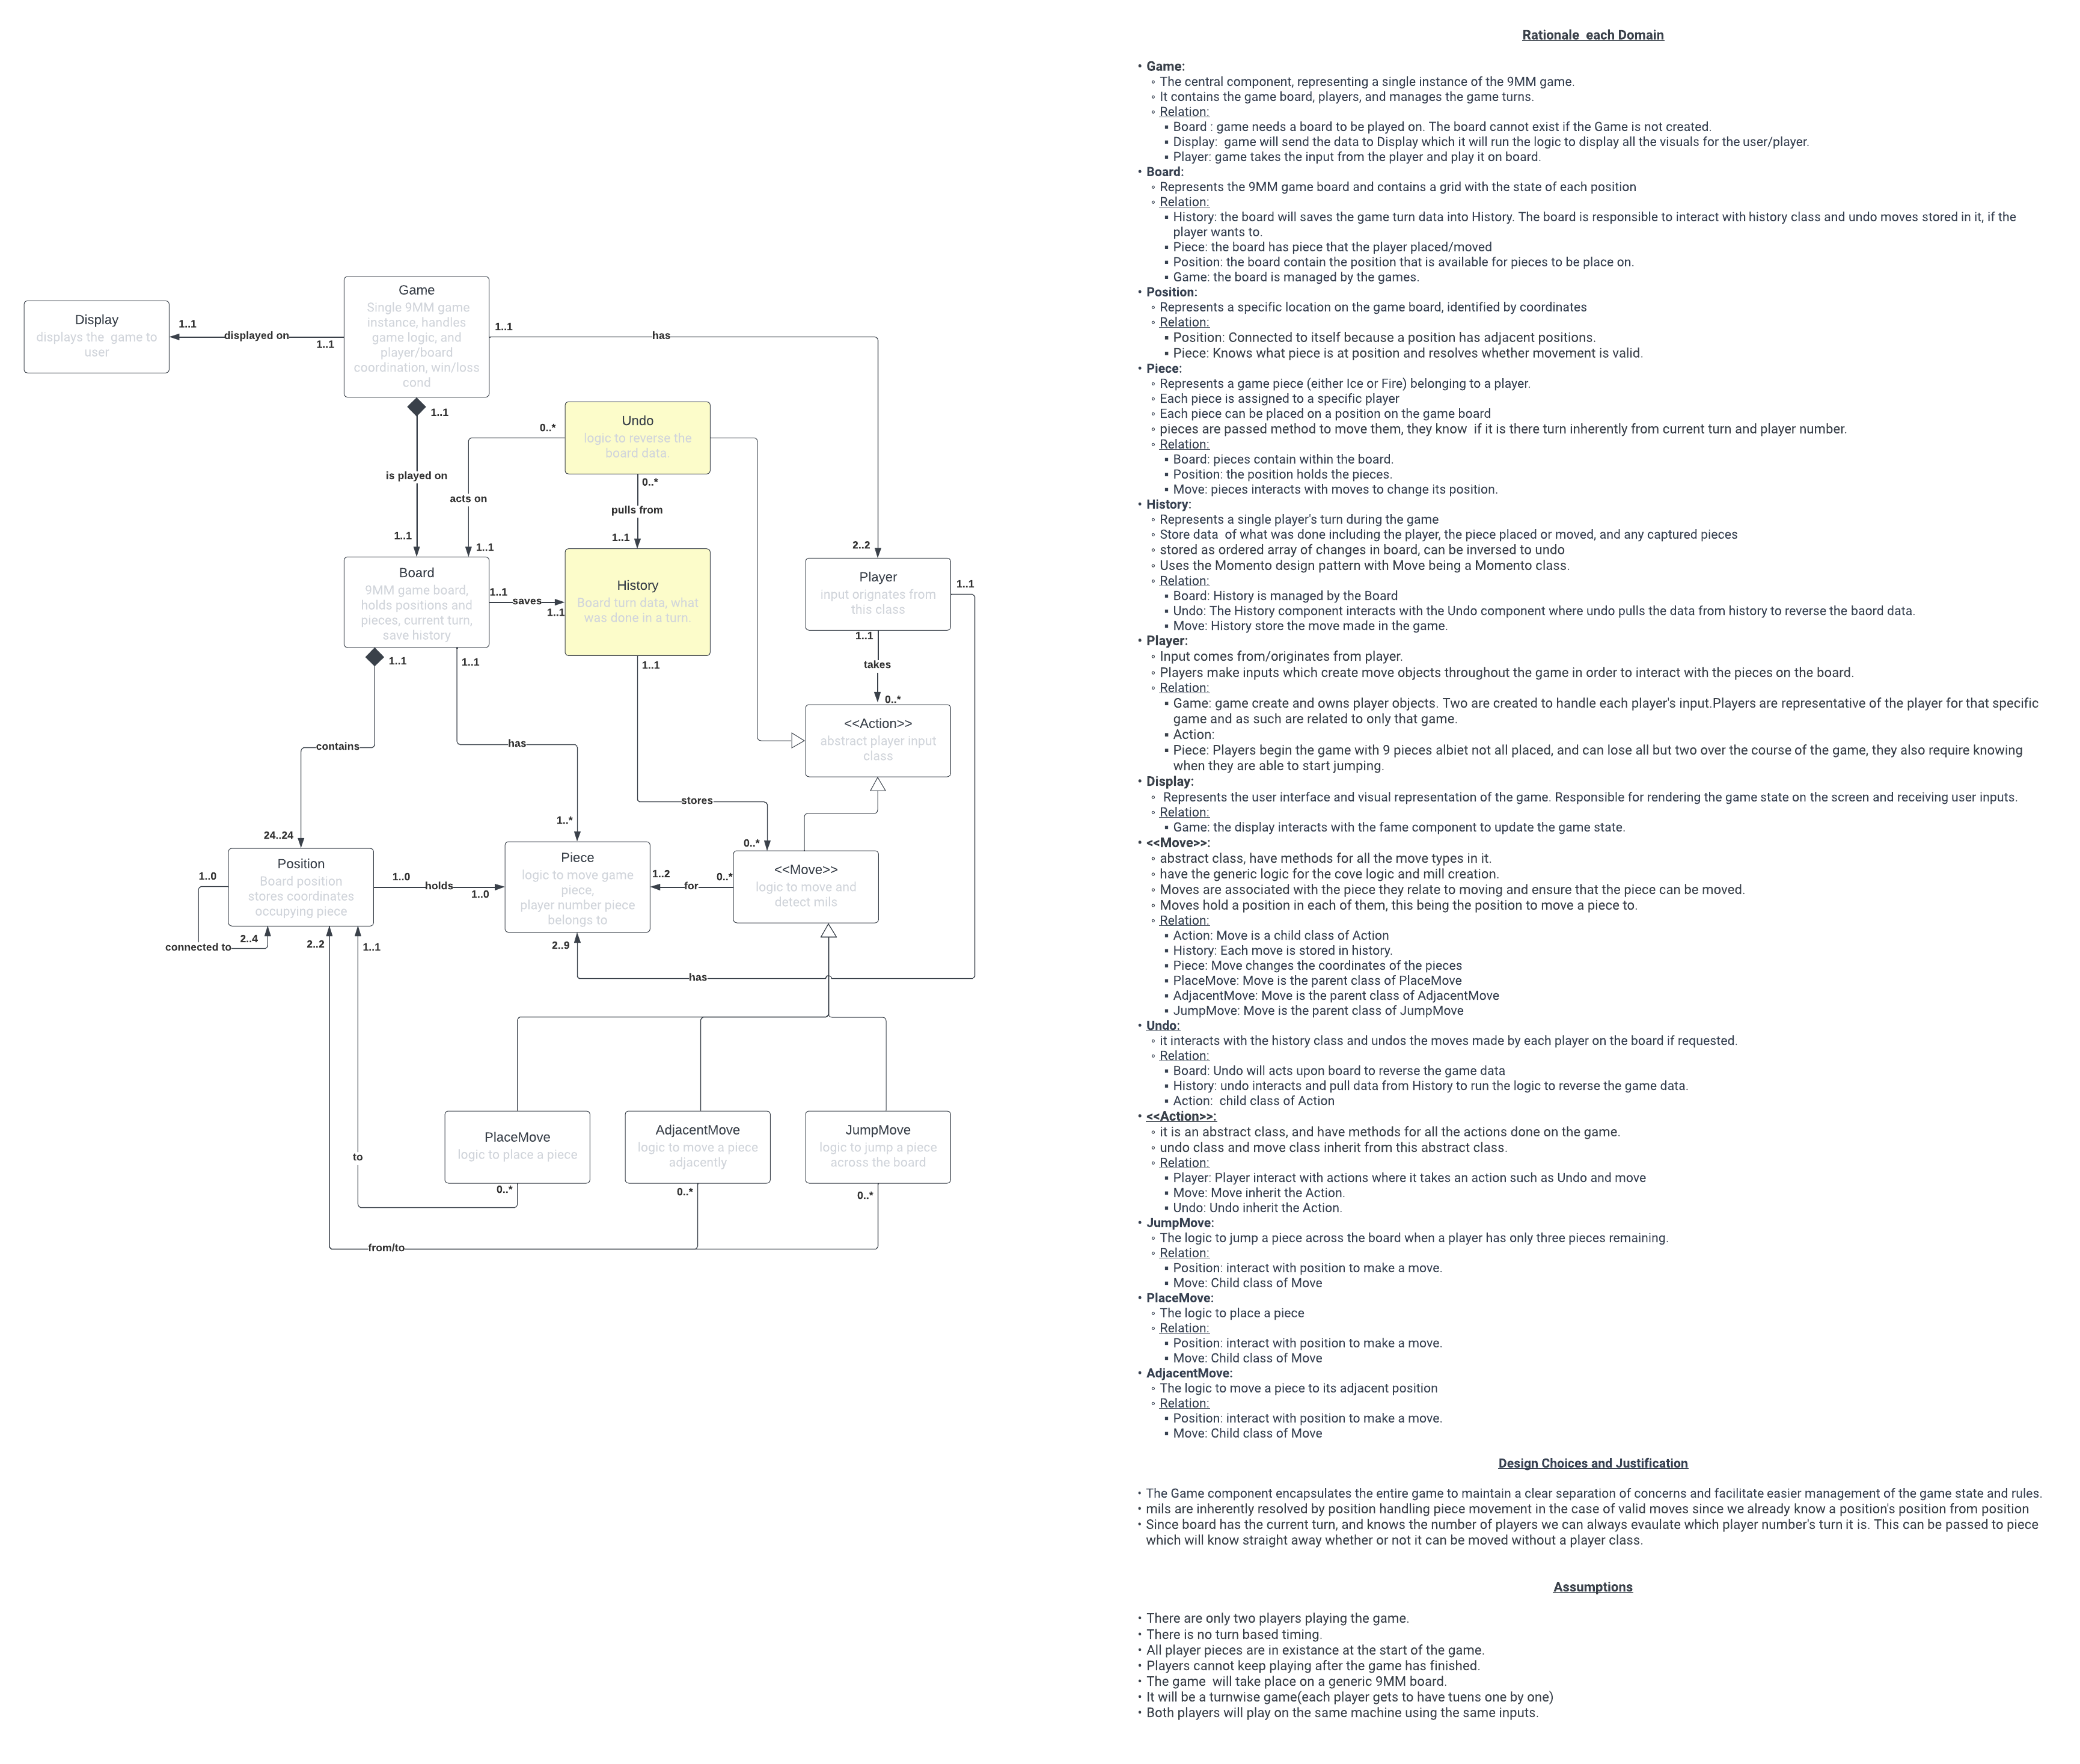 Game
Single 9MM game
instance, handles
game logic, and
player/board
coordination, win/loss
cond
Display
displays the  game to
user
1..1
displayed on
1..1
1..1
has
1..1
Undo
logic to reverse the
board data.
0..*
0..*
is played on
acts on
pulls from
1..1
1..1
1..1
2..2
Board
9MM game board,
holds positions and
pieces, current turn,
save history
1..1
saves
1..1
History
Board turn data, what
was done in a turn.
Player
input orignates from
this class
1..1
1..1
takes
0..*
1..1
1..1
1..1
<<Action>>
abstract player input
class
contains
has
stores
24..24
1..*
0..*
Position
Board position
stores coordinates
occupying piece
1..0
1..0
holds
1..0
Piece
logic to move game
piece,
player number piece
belongs to
1..2
for
0..*
<<Move>>
logic to move and
detect mils
connected to
2..4
2..2
1..1
2..9
has
PlaceMove
logic to place a piece
AdjacentMove
logic to move a piece
adjacently
JumpMove
logic to jump a piece
across the board
to
0..*
0..*
0..*
from/to
Rationale  each Domain
• Game:
◦ The central component, representing a single instance of the 9MM game.
◦ It contains the game board, players, and manages the game turns.
◦ Relation:
▪ Board : game needs a board to be played on. The board cannot exist if the Game is not created.
▪ Display:  game will send the data to Display which it will run the logic to display all the visuals for the user/player.
▪ Player: game takes the input from the player and play it on board.
• Board:
◦ Represents the 9MM game board and contains a grid with the state of each position
◦ Relation:
▪ History: the board will saves the game turn data into History. The board is responsible to interact with history class and undo moves stored in it, if the
player wants to.
▪ Piece: the board has piece that the player placed/moved
▪ Position: the board contain the position that is available for pieces to be place on.
▪ Game: the board is managed by the games.
• Position:
◦ Represents a specific location on the game board, identified by coordinates
◦ Relation:
▪ Position: Connected to itself because a position has adjacent positions.
▪ Piece: Knows what piece is at position and resolves whether movement is valid.
• Piece:
◦ Represents a game piece (either Ice or Fire) belonging to a player.
◦ Each piece is assigned to a specific player
◦ Each piece can be placed on a position on the game board
◦ pieces are passed method to move them, they know  if it is there turn inherently from current turn and player number.
◦ Relation:
▪ Board: pieces contain within the board.
▪ Position: the position holds the pieces.
▪ Move: pieces interacts with moves to change its position.
• History:
◦ Represents a single player's turn during the game
◦ Store data  of what was done including the player, the piece placed or moved, and any captured pieces
◦ stored as ordered array of changes in board, can be inversed to undo
◦ Uses the Momento design pattern with Move being a Momento class.
◦ Relation:
▪ Board: History is managed by the Board
▪ Undo: The History component interacts with the Undo component where undo pulls the data from history to reverse the baord data.
▪ Move: History store the move made in the game.
• Player:
◦ Input comes from/originates from player.
◦ Players make inputs which create move objects throughout the game in order to interact with the pieces on the board.
◦ Relation:
▪ Game: game create and owns player objects. Two are created to handle each player's input.Players are representative of the player for that specific
game and as such are related to only that game.
▪ Action:
▪ Piece: Players begin the game with 9 pieces albiet not all placed, and can lose all but two over the course of the game, they also require knowing
when they are able to start jumping.
• Display:
◦  Represents the user interface and visual representation of the game. Responsible for rendering the game state on the screen and receiving user inputs.
◦ Relation:
▪ Game: the display interacts with the fame component to update the game state.
• <<Move>>:
◦ abstract class, have methods for all the move types in it.
◦ have the generic logic for the cove logic and mill creation.
◦ Moves are associated with the piece they relate to moving and ensure that the piece can be moved.
◦ Moves hold a position in each of them, this being the position to move a piece to.
◦ Relation:
▪ Action: Move is a child class of Action
▪ History: Each move is stored in history.
▪ Piece: Move changes the coordinates of the pieces
▪ PlaceMove: Move is the parent class of PlaceMove
▪ AdjacentMove: Move is the parent class of AdjacentMove
▪ JumpMove: Move is the parent class of JumpMove
• Undo:
◦ it interacts with the history class and undos the moves made by each player on the board if requested.
◦ Relation:
▪ Board: Undo will acts upon board to reverse the game data
▪ History: undo interacts and pull data from History to run the logic to reverse the game data.
▪ Action:  child class of Action
• <<Action>>:
◦ it is an abstract class, and have methods for all the actions done on the game.
◦ undo class and move class inherit from this abstract class.
◦ Relation:
▪ Player: Player interact with actions where it takes an action such as Undo and move
▪ Move: Move inherit the Action.
▪ Undo: Undo inherit the Action.
• JumpMove:
◦ The logic to jump a piece across the board when a player has only three pieces remaining.
◦ Relation:
▪ Position: interact with position to make a move.
▪ Move: Child class of Move
• PlaceMove:
◦ The logic to place a piece
◦ Relation:
▪ Position: interact with position to make a move.
▪ Move: Child class of Move
• AdjacentMove:
◦ The logic to move a piece to its adjacent position
◦ Relation:
▪ Position: interact with position to make a move.
▪ Move: Child class of Move
Design Choices and Justification
• The Game component encapsulates the entire game to maintain a clear separation of concerns and facilitate easier management of the game state and rules.
• mils are inherently resolved by position handling piece movement in the case of valid moves since we already know a position's position from position
• Since board has the current turn, and knows the number of players we can always evaulate which player number's turn it is. This can be passed to piece
which will know straight away whether or not it can be moved without a player class.
Assumptions
• There are only two players playing the game.
• There is no turn based timing.
• All player pieces are in existance at the start of the game.
• Players cannot keep playing after the game has finished.
• The game  will take place on a generic 9MM board.
• It will be a turnwise game(each player gets to have tuens one by one)
• Both players will play on the same machine using the same inputs.